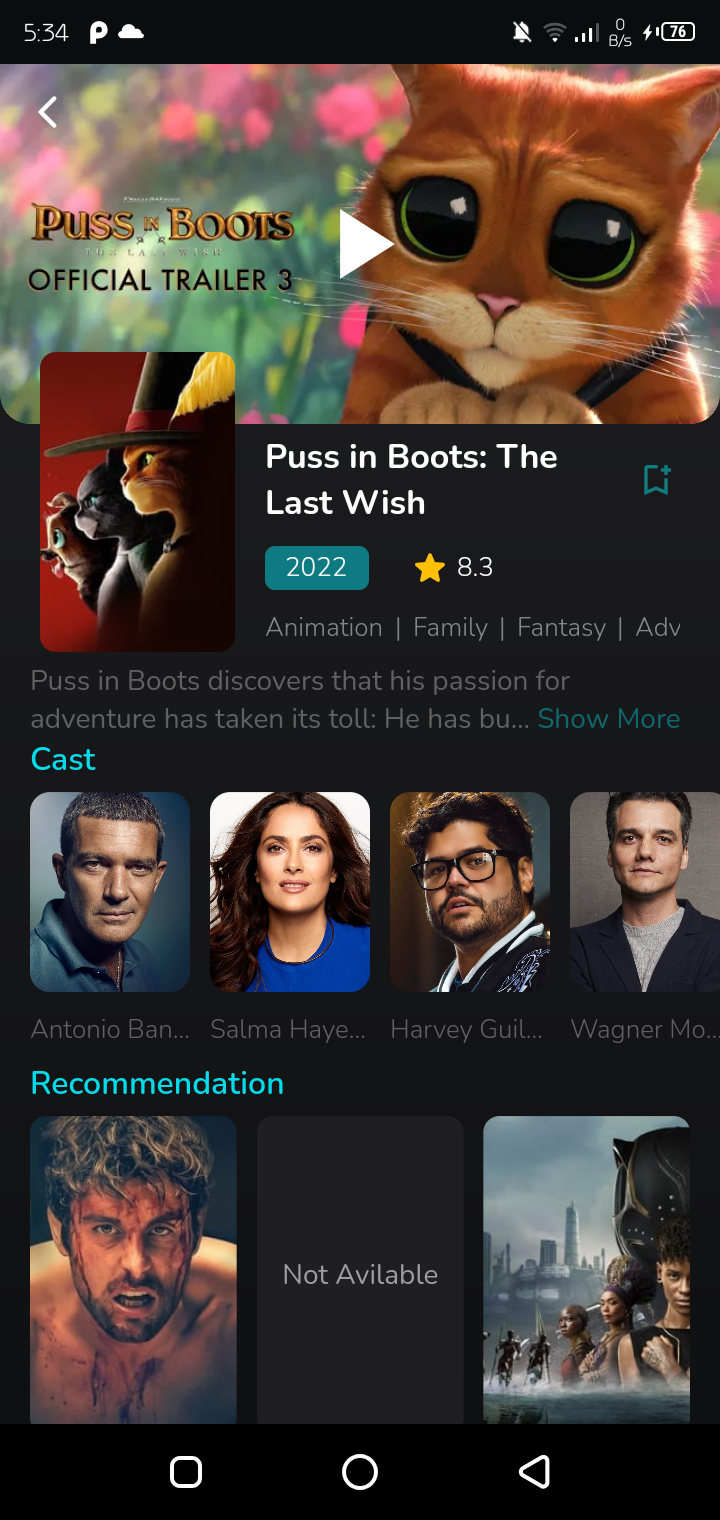 5:34
0
B/s
76
DREAMWORKS
PUSS IN BOOTS
THE LAST WISH
OFFICIAL TRAILER 3
Puss in Boots: The
Last Wish
2022
8.3
Animation | Family | Fantasy | Adv
Puss in Boots discovers that his passion for
adventure has taken its toll: He has bu... Show More
Cast
Antonio Ban... Salma Haye... Harvey Guil... Wagner Mo...
Recommendation
Not Avilable